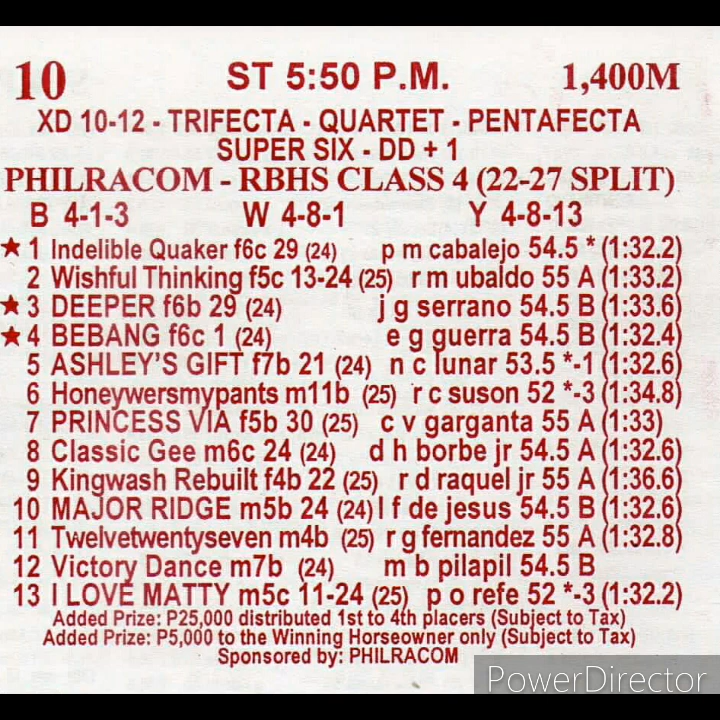 10 ST 5:50 P.M. 1,400M
XD 10-12 - TRIFECTA - QUARTET - PENTAFECTA
SUPER SIX - DD + 1
PHILRACOM - RBHS CLASS 4 (22-27 SPLIT)
B 4-1-3 W 4-8-1 Y 4-8-13
★ 1 Indelible Quaker f6c 29 (24) p m cabalejo 54.5 * (1:32.2)
2 Wishful Thinking f5c 13-24 (25) r m ubaldo 55 A (1:33.2)
★ 3 DEEPER f6b 29 (24) j g serrano 54.5 B (1:33.6)
★ 4 BEBANG f6c 1 (24) e g guerra 54.5 B (1:32.4)
5 ASHLEY'S GIFT f7b 21 (24) n c lunar 53.5 *-1 (1:32.6)
6 Honeywersmypants m11b (25) r c suson 52 *-3 (1:34.8)
7 PRINCESS VIA f5b 30 (25) c v garganta 55 A (1:33)
8 Classic Gee m6c 24 (24) d h borbe jr 54.5 A (1:32.6)
9 Kingwash Rebuilt f4b 22 (25) r d raquel jr 55 A (1:36.6)
10 MAJOR RIDGE m5b 24 (24) l f de jesus 54.5 B (1:32.6)
11 Twelvetwentyseven m4b (25) r g fernandez 55 A (1:32.8)
12 Victory Dance m7b (24) m b pilapil 54.5 B
13 I LOVE MATTY m5c 11-24 (25) p o refe 52 *-3 (1:32.2)
Added Prize: P25,000 distributed 1st to 4th placers (Subject to Tax)
Added Prize: P5,000 to the Winning Horseowner only (Subject to Tax)
Sponsored by: PHILRACOM
PowerDirector